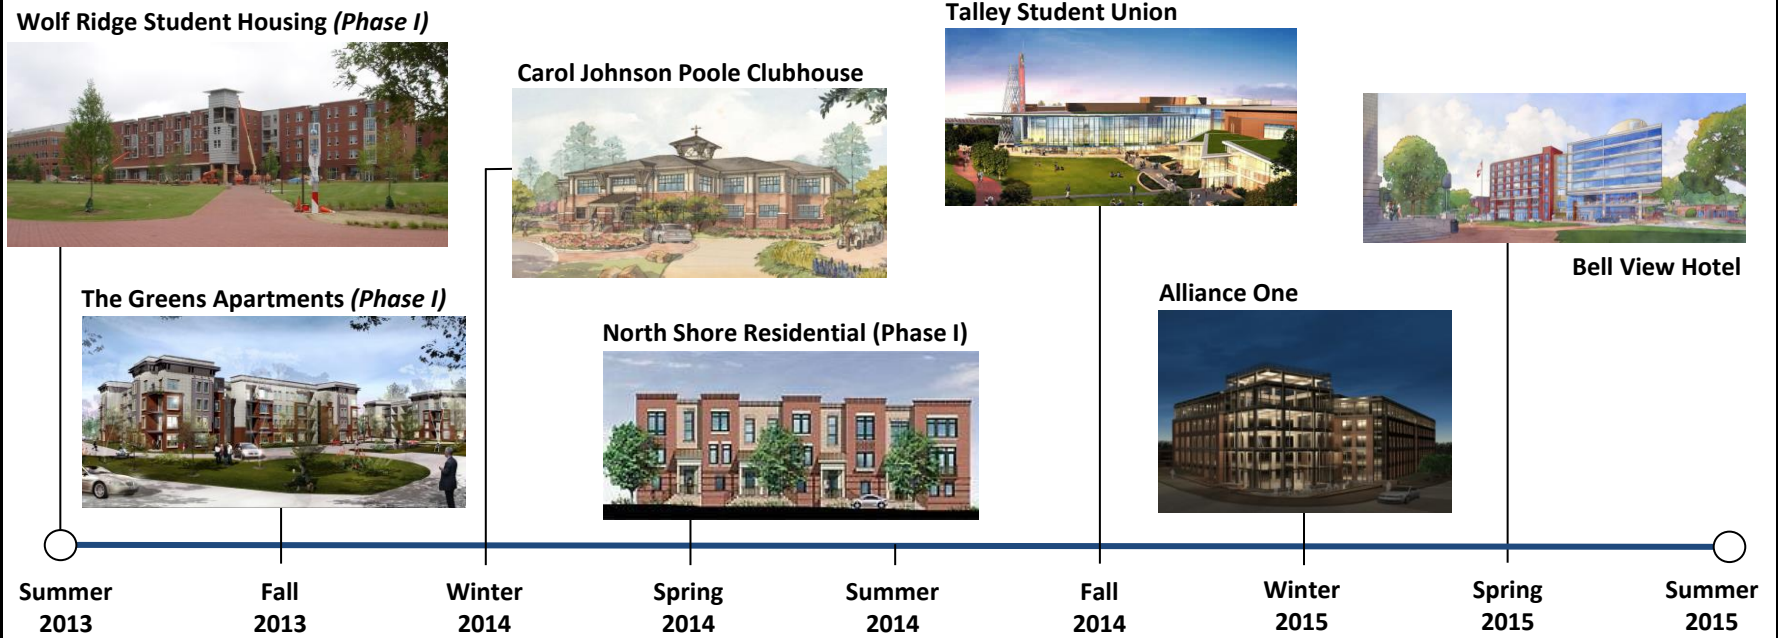 Wolf Ridge Student Housing (Phase I)
Talley Student Union
Carol Johnson Poole Clubhouse
Bell View Hotel
The Greens Apartments (Phase I)
Alliance One
North Shore Residential (Phase I)
Summer
2013
Fall
2013
Winter
2014
Spring
2014
Summer
2014
Fall
2014
Winter
2015
Spring
2015
Summer
2015